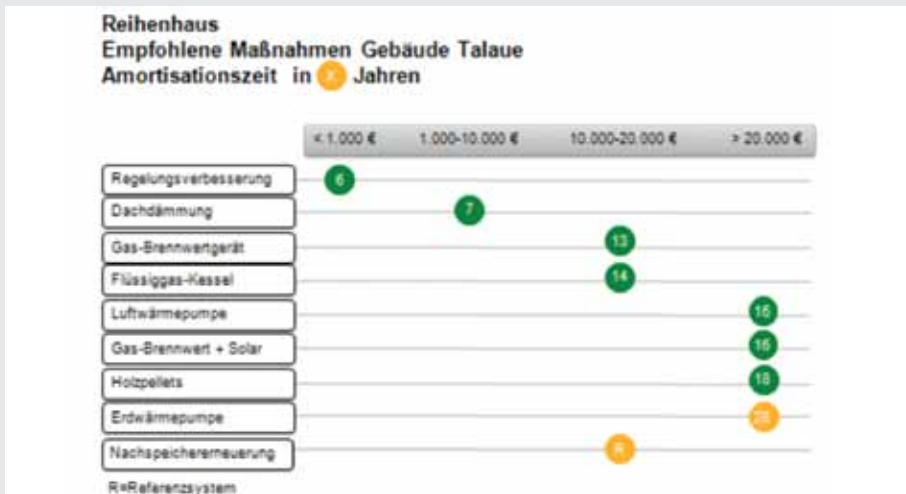 Reihenhaus
Empfohlene Maßnahmen Gebäude Talaue
Amortisationszeit in X Jahren
< 1.000 € 1.000-10.000 € 10.000-20.000 € > 20.000 €
Regelungsverbesserung 6
Dachdämmung 7
Gas-Brennwertgerät 13
Flüssiggas-Kessel 14
Luftwärmepumpe 16
Gas-Brennwert + Solar 16
Holzpellets 18
Erdwärmepumpe
Nachspeichererneuerung R
R=Referenzsystem